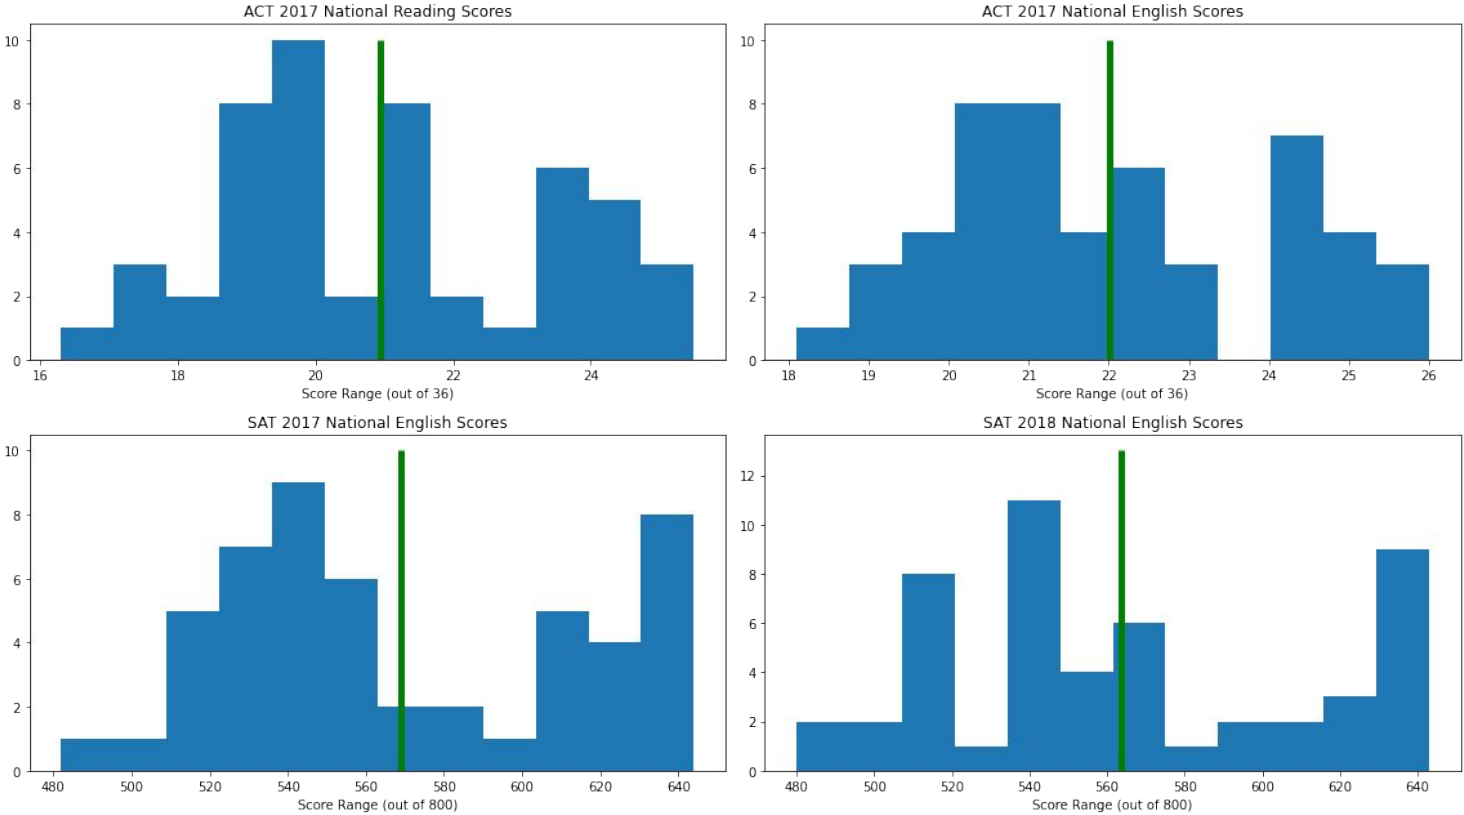 ACT 2017 National Reading Scores
10
8
6
4
2
0
16 18 20 22 24
Score Range (out of 36)
ACT 2017 National English Scores
10
8
6
4
2
0
18 19 20 21 22 23 24 25 26
Score Range (out of 36)
SAT 2017 National English Scores
10
8
6
4
2
0
480 500 520 540 560 580 600 620 640
Score Range (out of 800)
SAT 2018 National English Scores
12
10
8
6
4
2
0
480 500 520 540 560 580 600 620 640
Score Range (out of 800)